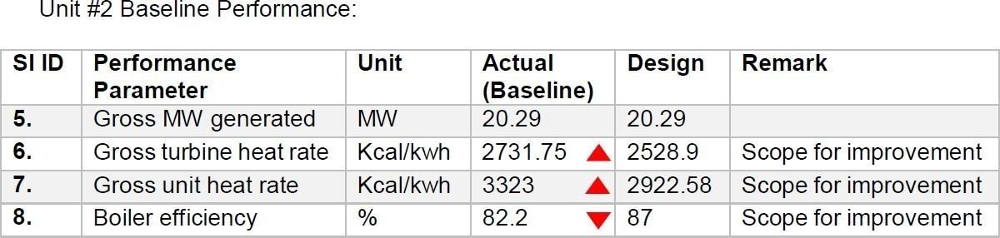 Unit #2 Baseline Performance:
SI ID Performance Parameter Unit Actual (Baseline) Design Remark
5. Gross MW generated MW 20.29 20.29
6. Gross turbine heat rate Kcal/kwh 2731.75 2528.9 Scope for improvement
7. Gross unit heat rate Kcal/kwh 3323 2922.58 Scope for improvement
8. Boiler efficiency % 82.2 87 Scope for improvement